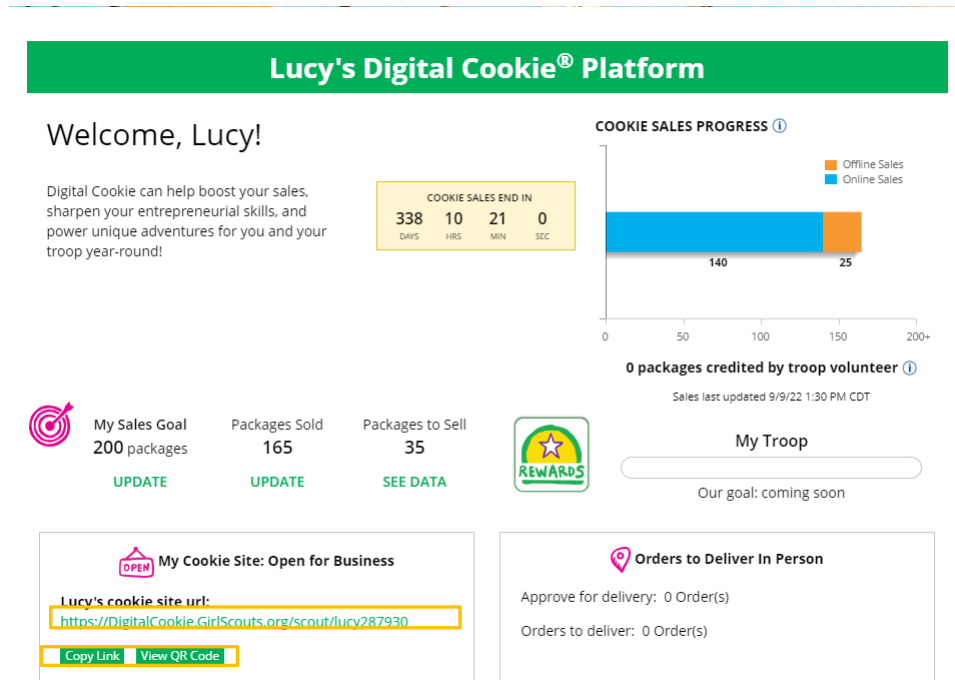 Lucy's Digital Cookie® Platform
Welcome, Lucy!
Digital Cookie can help boost your sales,
sharpen your entrepreneurial skills, and
power unique adventures for you and your
troop year-round!
COOKIE SALES END IN
338 10 21 0
DAYS HRS MIN SEC
COOKIE SALES PROGRESS i
Offline Sales
Online Sales
140 25
0 50 100 150 200+
0 packages credited by troop volunteer i
Sales last updated 9/9/22 1:30 PM CDT
My Sales Goal
200 packages
UPDATE
Packages Sold
165
UPDATE
Packages to Sell
35
SEE DATA
REWARDS
My Troop
Our goal: coming soon
OPEN My Cookie Site: Open for Business
Lucy's cookie site url:
https://DigitalCookie.GirlScouts.org/scout/lucy287930
Copy Link View QR Code
Orders to Deliver In Person
Approve for delivery: 0 Order(s)
Orders to deliver: 0 Order(s)